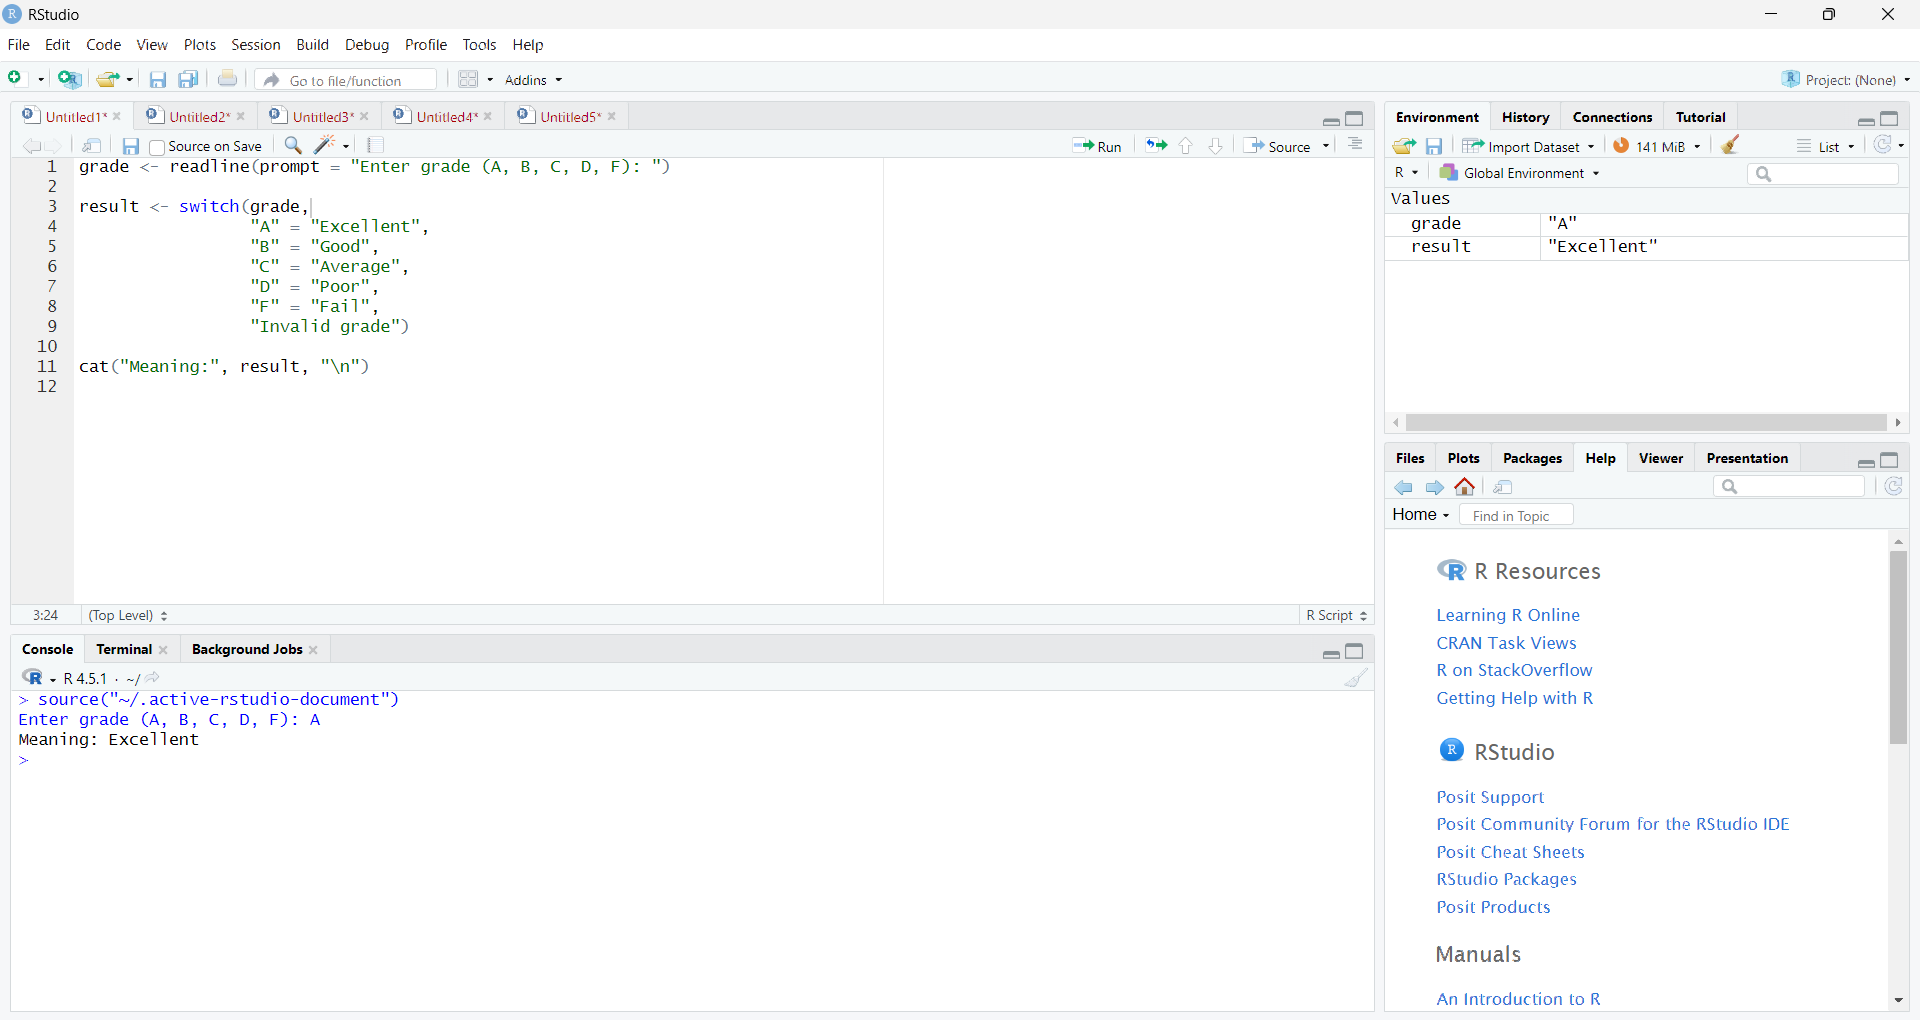 RStudio
File Edit Code View Plots Session Build Debug Profile Tools Help
Go to file/function Addins Project: (None)
Untitled1* Untitled2* Untitled3* Untitled4* Untitled5*
Source on Save Run Source
1 grade <- readline(prompt = "Enter grade (A, B, C, D, F): ")
2
3 result <- switch(grade,
4 "A" = "Excellent",
5 "B" = "Good",
6 "C" = "Average",
7 "D" = "Poor",
8 "F" = "Fail",
9 "Invalid grade")
10
11 cat("Meaning:", result, "\n")
12
3:24 (Top Level) R Script
Console Terminal Background Jobs
R 4.5.1 · ~/
> source("~/.active-rstudio-document")
Enter grade (A, B, C, D, F): A
Meaning: Excellent
>
Environment History Connections Tutorial
Import Dataset 141 MiB List
R Global Environment
Values
grade "A"
result "Excellent"
Files Plots Packages Help Viewer Presentation
Home Find in Topic
R Resources
Learning R Online
CRAN Task Views
R on StackOverflow
Getting Help with R
RStudio
Posit Support
Posit Community Forum for the RStudio IDE
Posit Cheat Sheets
RStudio Packages
Posit Products
Manuals
An Introduction to R